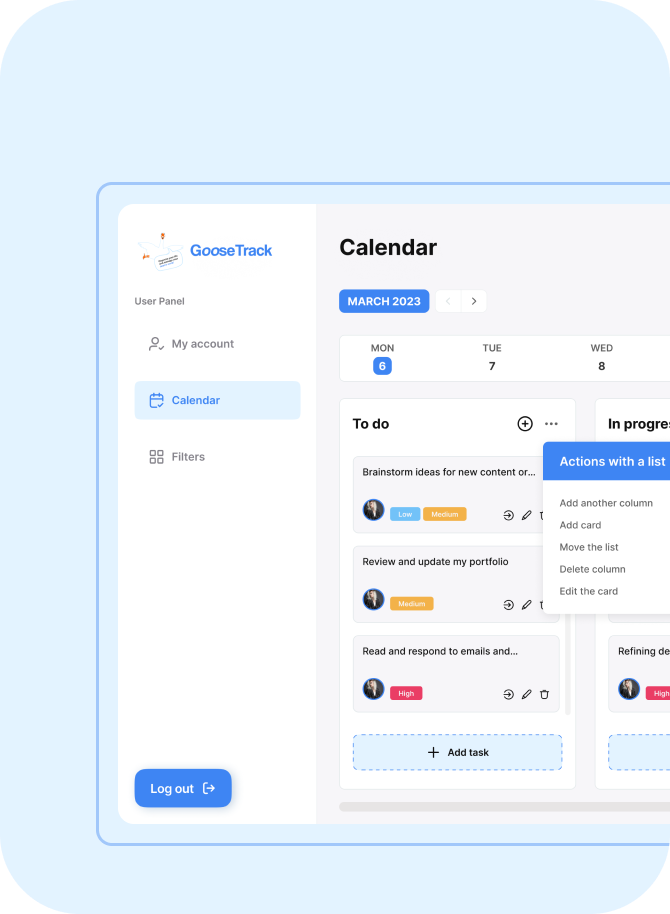 GooseTrack
User Panel
My account
Calendar
Filters
Log out
Calendar
MARCH 2023
MON TUE WED
6 7 8
To do
Brainstorm ideas for new content or...
Low Medium
Review and update my portfolio
Medium
Read and respond to emails and...
High
Add task
In progres
Actions with a list
Add another column
Add card
Move the list
Delete column
Edit the card
Refining de
High